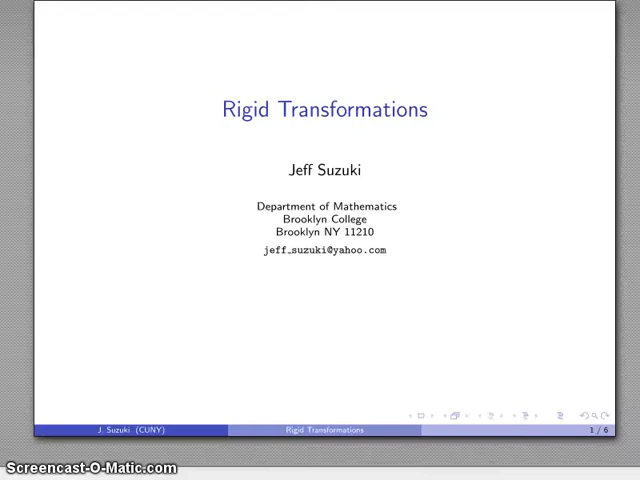 Rigid Transformations
Jeff Suzuki
Department of Mathematics
Brooklyn College
Brooklyn NY 11210
jeff_suzuki@yahoo.com
J. Suzuki (CUNY)
Rigid Transformations
1 / 6
Screencast-O-Matic.com